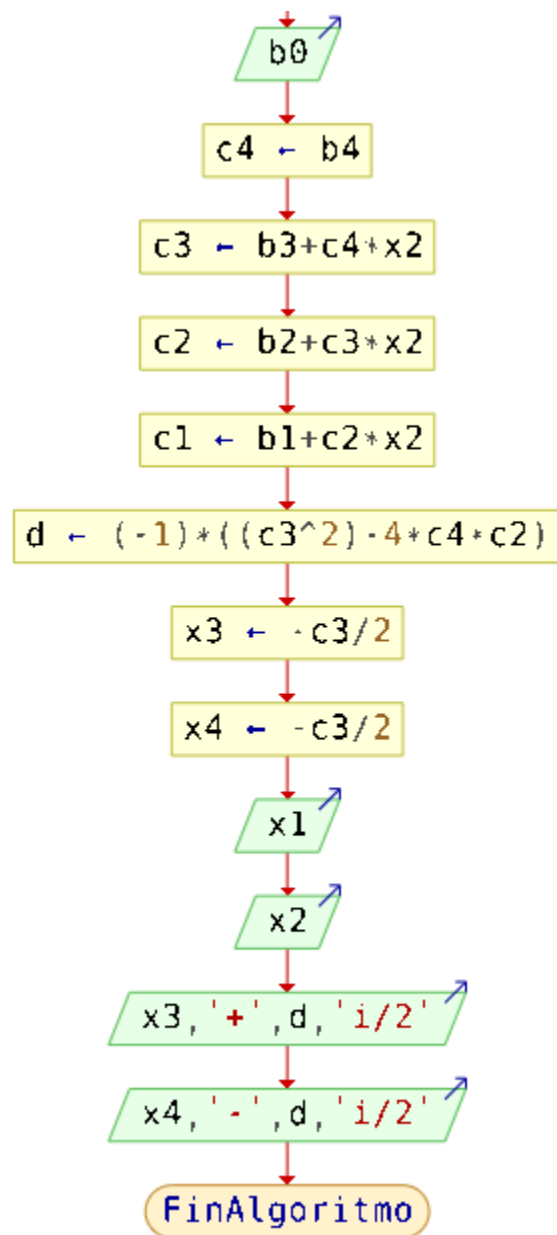 b0
c4 ← b4
c3 ← b3+c4*x2
c2 ← b2+c3*x2
c1 ← b1+c2*x2
d ← (-1)*((c3^2)-4*c4*c2)
x3 ← -c3/2
x4 ← -c3/2
x1
x2
x3,'+',d,'i/2'
x4,'-',d,'i/2'
FinAlgoritmo